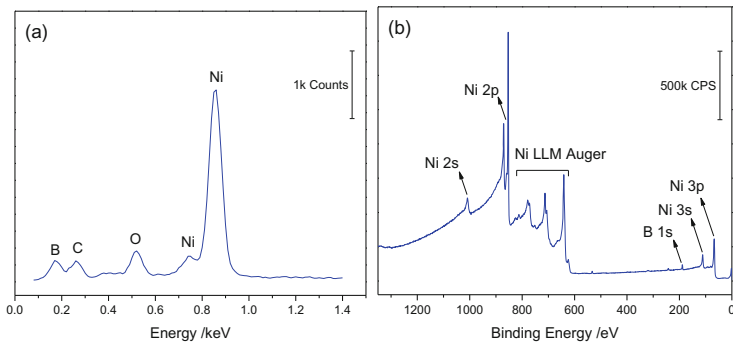 (a)
Ni
1k Counts
B
C
O
Ni
0.0 0.2 0.4 0.6 0.8 1.0 1.2 1.4
Energy /keV
(b)
500k CPS
Ni 2p
Ni LLM Auger
Ni 2s
Ni 3p
Ni 3s
B 1s
1200 1000 800 600 400 200 0
Binding Energy /eV